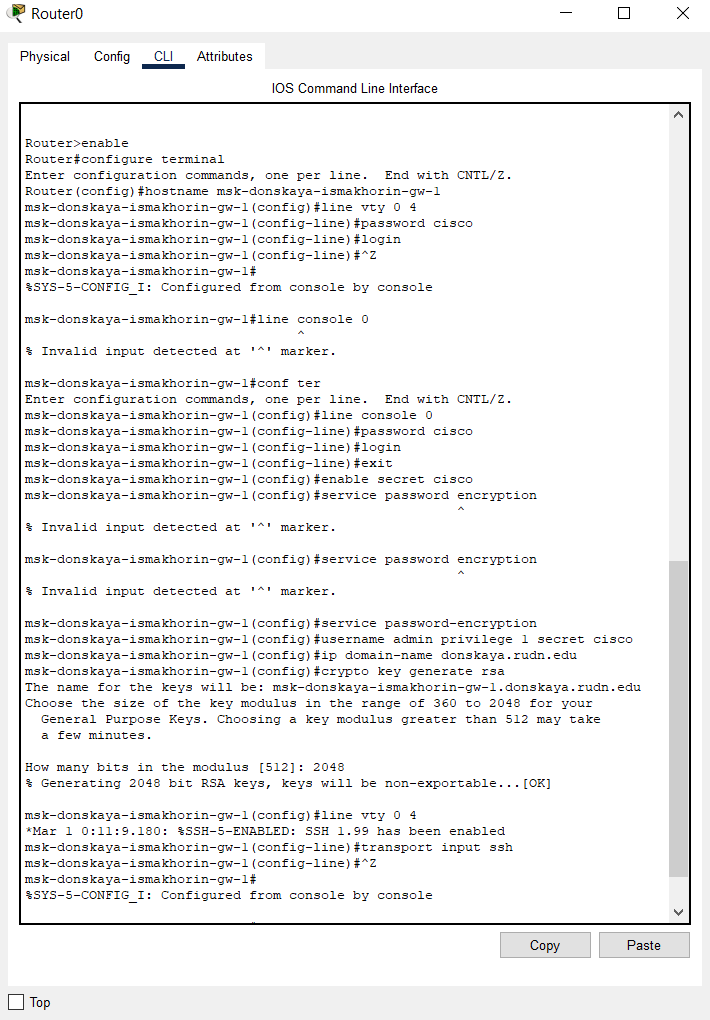 Router0
Physical Config CLI Attributes
IOS Command Line Interface
Router>enable
Router#configure terminal
Enter configuration commands, one per line.  End with CNTL/Z.
Router(config)#hostname msk-donskaya-ismakhorin-gw-1
msk-donskaya-ismakhorin-gw-1(config)#line vty 0 4
msk-donskaya-ismakhorin-gw-1(config-line)#password cisco
msk-donskaya-ismakhorin-gw-1(config-line)#login
msk-donskaya-ismakhorin-gw-1(config-line)#^Z
msk-donskaya-ismakhorin-gw-1#
%SYS-5-CONFIG_I: Configured from console by console
msk-donskaya-ismakhorin-gw-1#line console 0
^
% Invalid input detected at '^' marker.
msk-donskaya-ismakhorin-gw-1#conf ter
Enter configuration commands, one per line.  End with CNTL/Z.
msk-donskaya-ismakhorin-gw-1(config)#line console 0
msk-donskaya-ismakhorin-gw-1(config-line)#password cisco
msk-donskaya-ismakhorin-gw-1(config-line)#login
msk-donskaya-ismakhorin-gw-1(config-line)#exit
msk-donskaya-ismakhorin-gw-1(config)#enable secret cisco
msk-donskaya-ismakhorin-gw-1(config)#service password encryption
^
% Invalid input detected at '^' marker.
msk-donskaya-ismakhorin-gw-1(config)#service password encryption
^
% Invalid input detected at '^' marker.
msk-donskaya-ismakhorin-gw-1(config)#service password-encryption
msk-donskaya-ismakhorin-gw-1(config)#username admin privilege 1 secret cisco
msk-donskaya-ismakhorin-gw-1(config)#ip domain-name donskaya.rudn.edu
msk-donskaya-ismakhorin-gw-1(config)#crypto key generate rsa
The name for the keys will be: msk-donskaya-ismakhorin-gw-1.donskaya.rudn.edu
Choose the size of the key modulus in the range of 360 to 2048 for your
General Purpose Keys. Choosing a key modulus greater than 512 may take
a few minutes.
How many bits in the modulus [512]: 2048
% Generating 2048 bit RSA keys, keys will be non-exportable...[OK]
msk-donskaya-ismakhorin-gw-1(config)#line vty 0 4
*Mar 1 0:11:9.180: %SSH-5-ENABLED: SSH 1.99 has been enabled
msk-donskaya-ismakhorin-gw-1(config-line)#transport input ssh
msk-donskaya-ismakhorin-gw-1(config-line)#^Z
msk-donskaya-ismakhorin-gw-1#
%SYS-5-CONFIG_I: Configured from console by console
Copy Paste
Top